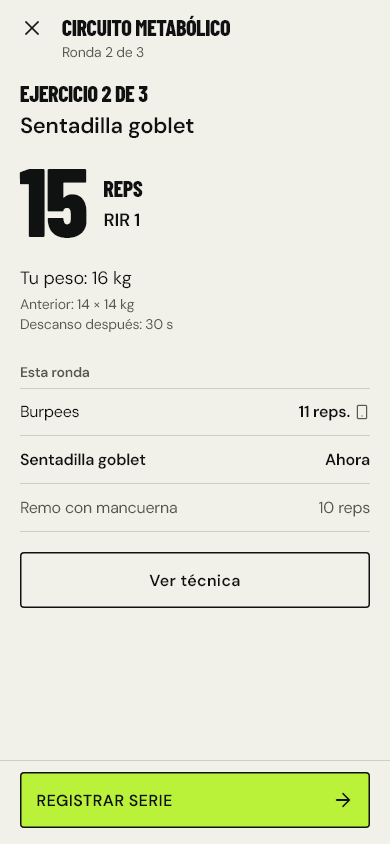 CIRCUITO METABÓLICO
Ronda 2 de 3
EJERCICIO 2 DE 3
Sentadilla goblet
15 REPS
RIR 1
Tu peso: 16 kg
Anterior: 14 × 14 kg
Descanso después: 30 s
Esta ronda
Burpees 11 reps.
Sentadilla goblet Ahora
Remo con mancuerna 10 reps
Ver técnica
REGISTRAR SERIE